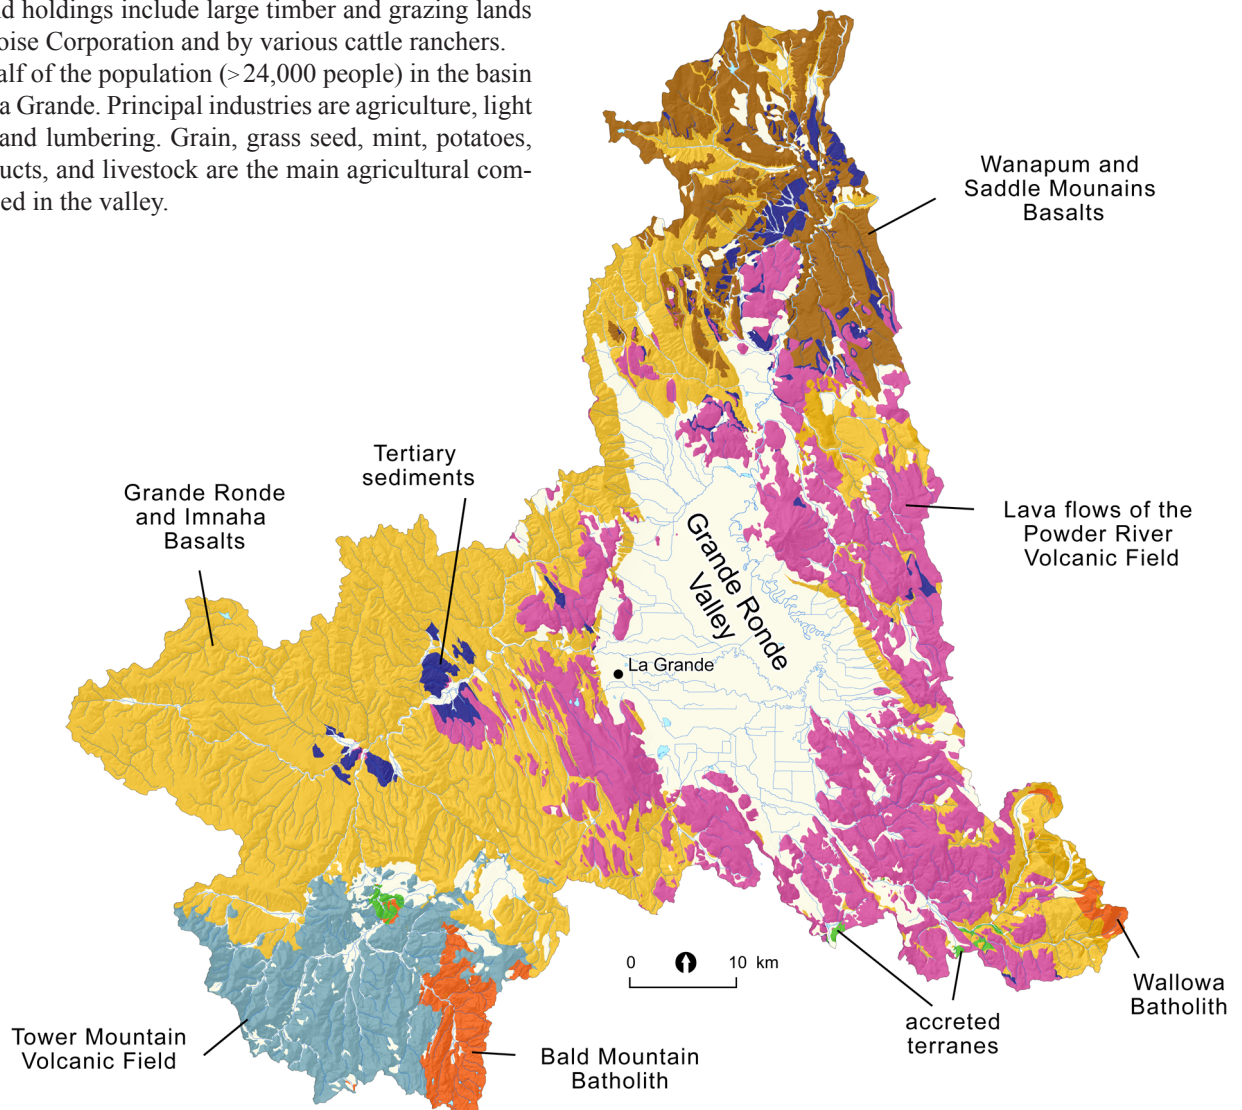 d holdings include large timber and grazing lands
oise Corporation and by various cattle ranchers.
alf of the population (>24,000 people) in the basin
a Grande. Principal industries are agriculture, light
and lumbering. Grain, grass seed, mint, potatoes,
ucts, and livestock are the main agricultural com-
ed in the valley.
Wanapum and
Saddle Mounains
Basalts
Tertiary
sediments
Grande Ronde
and Imnaha
Basalts
Lava flows of the
Powder River
Volcanic Field
Grande Ronde
Valley
La Grande
0 10 km
Wallowa
Batholith
accreted
terranes
Tower Mountain
Volcanic Field
Bald Mountain
Batholith